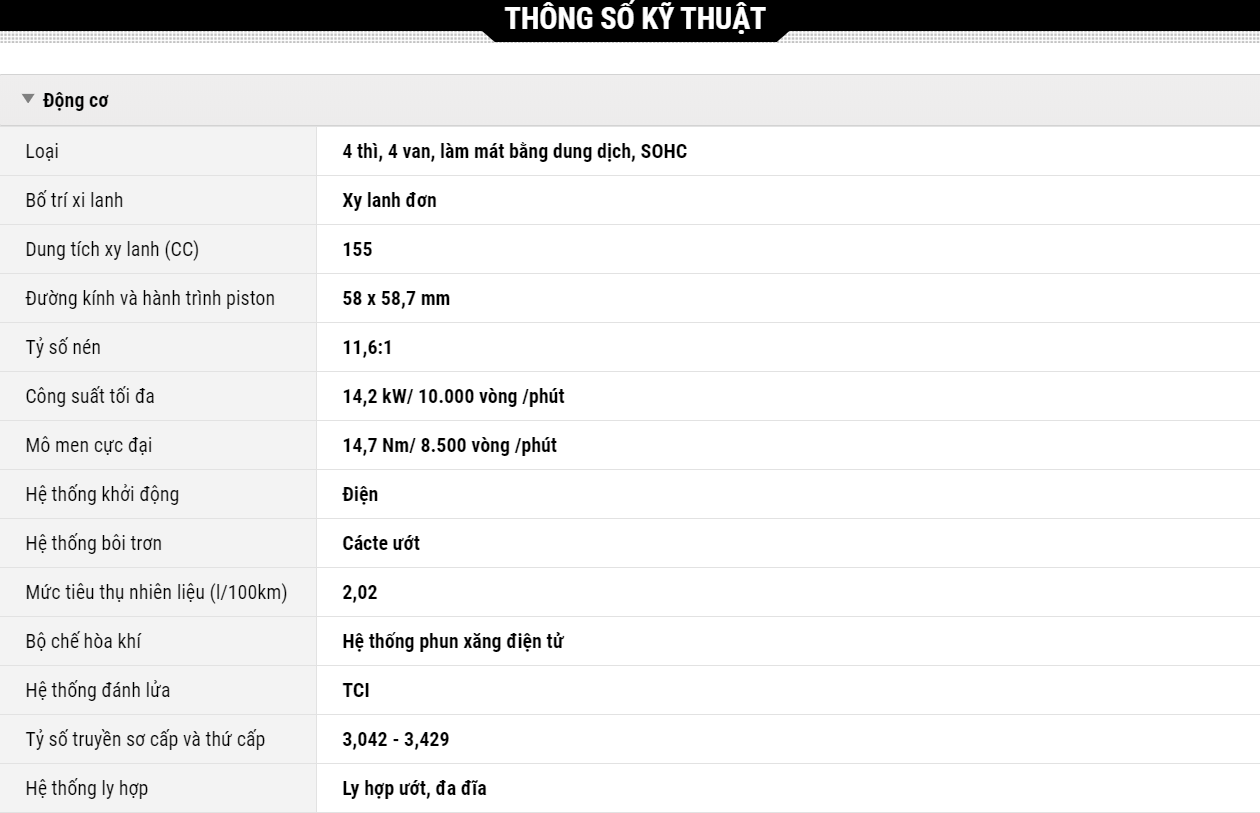 THÔNG SỐ KỸ THUẬT
Động cơ
Loại 4 thì, 4 van, làm mát bằng dung dịch, SOHC
Bố trí xi lanh Xy lanh đơn
Dung tích xy lanh (CC) 155
Đường kính và hành trình piston 58 x 58,7 mm
Tỷ số nén 11,6:1
Công suất tối đa 14,2 kW/ 10.000 vòng /phút
Mô men cực đại 14,7 Nm/ 8.500 vòng /phút
Hệ thống khởi động Điện
Hệ thống bôi trơn Cácte ướt
Mức tiêu thụ nhiên liệu (l/100km) 2,02
Bộ chế hòa khí Hệ thống phun xăng điện tử
Hệ thống đánh lửa TCI
Tỷ số truyền sơ cấp và thứ cấp 3,042 - 3,429
Hệ thống ly hợp Ly hợp ướt, đa đĩa